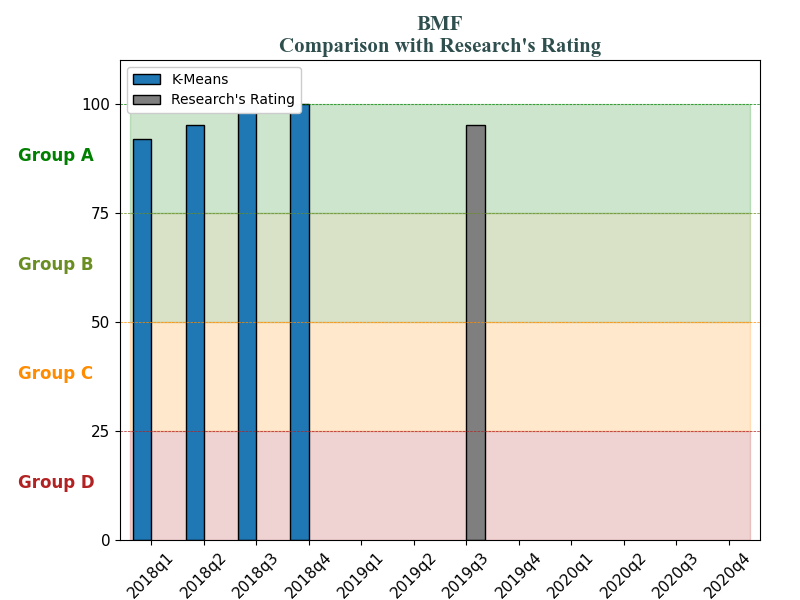 BMF
Comparison with Research's Rating
K-Means
Research's Rating
100
Group A
75
Group B
50
Group C
25
Group D
0
2018q1
2018q2
2018q3
2018q4
2019q1
2019q2
2019q3
2019q4
2020q1
2020q2
2020q3
2020q4